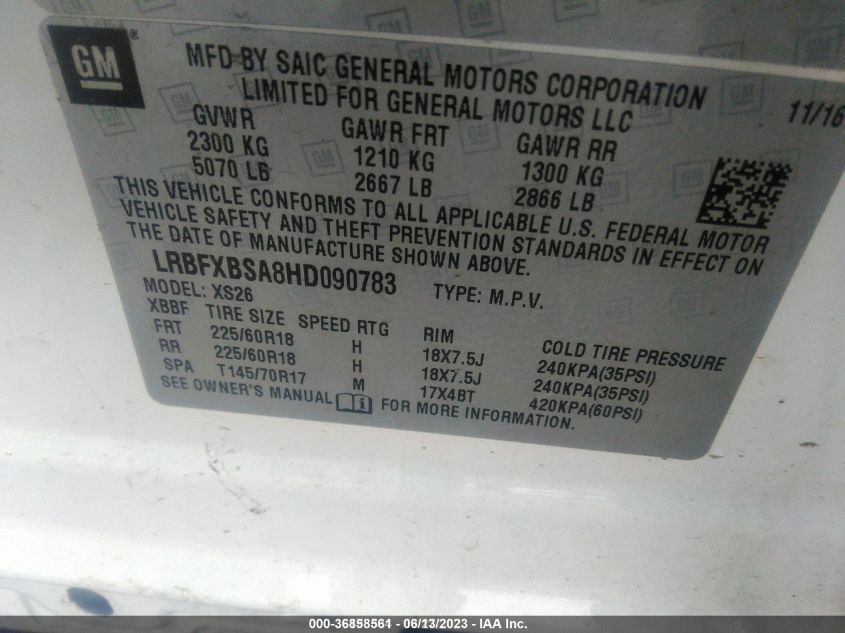 GM
MFD BY SAIC GENERAL MOTORS CORPORATION
LIMITED FOR GENERAL MOTORS LLC
11/16
GVWR GAWR FRT GAWR RR
2300 KG 1210 KG 1300 KG
5070 LB 2667 LB 2866 LB
THIS VEHICLE CONFORMS TO ALL APPLICABLE U.S. FEDERAL MOTOR
VEHICLE SAFETY AND THEFT PREVENTION STANDARDS IN EFFECT ON
THE DATE OF MANUFACTURE SHOWN ABOVE.
LRBFXBSA8HD090783 TYPE: M.P.V.
MODEL: XS26
XBBF TIRE SIZE SPEED RTG RIM COLD TIRE PRESSURE
FRT 225/60R18 H 18X7.5J 240KPA(35PSI)
RR 225/60R18 H 18X7.5J 240KPA(35PSI)
SPA T145/70R17 M 17X4BT 420KPA(60PSI)
SEE OWNER'S MANUAL i FOR MORE INFORMATION.
000-36858561 - 06/13/2023 - IAA Inc.